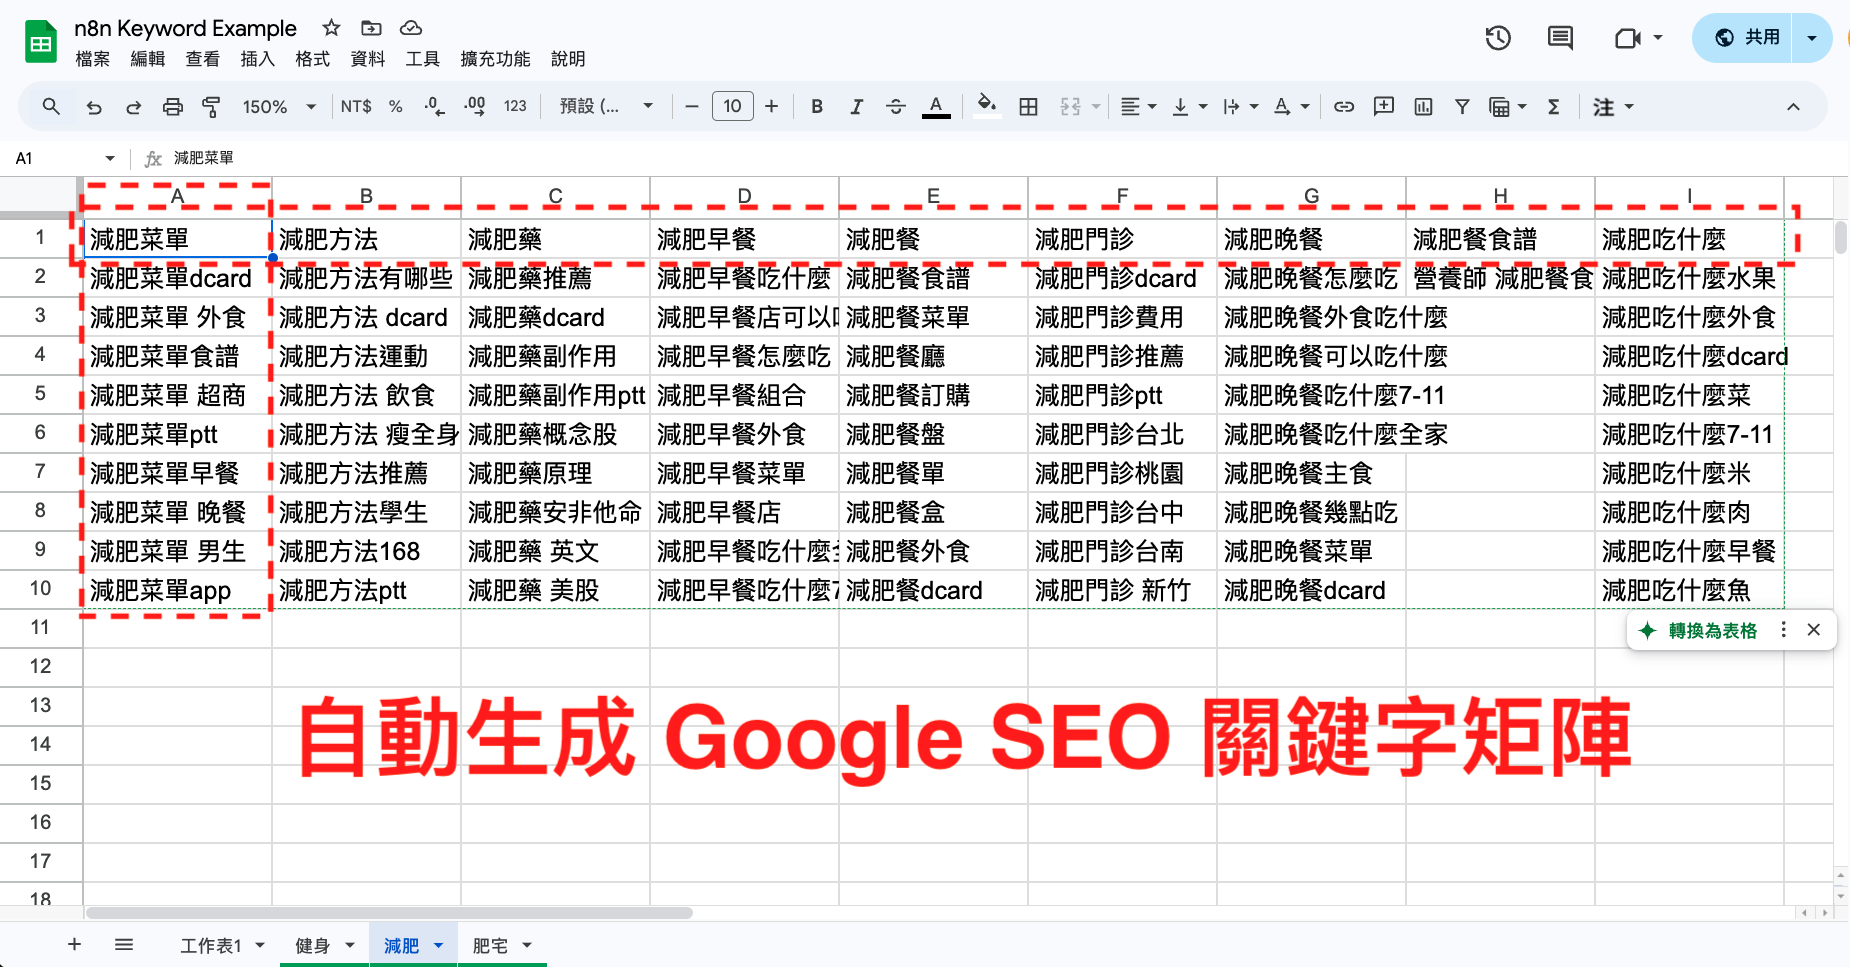 n8n Keyword Example
檔案 編輯 查看 插入 格式 資料 工具 擴充功能 說明
共用
150% NT$ % .0 .00 123 預設 (... 10 B I A Σ 注
A1 fx 減肥菜單
A B C D E F G H I
1 減肥菜單 減肥方法 減肥藥 減肥早餐 減肥餐 減肥門診 減肥晚餐 減肥餐食譜 減肥吃什麼
2 減肥菜單dcard 減肥方法有哪些 減肥藥推薦 減肥早餐吃什麼 減肥餐食譜 減肥門診dcard 減肥晚餐怎麼吃 營養師 減肥餐食 減肥吃什麼水果
3 減肥菜單 外食 減肥方法 dcard 減肥藥dcard 減肥早餐店可以 減肥餐菜單 減肥門診費用 減肥晚餐外食吃什麼 減肥吃什麼外食
4 減肥菜單食譜 減肥方法運動 減肥藥副作用 減肥早餐怎麼吃 減肥餐廳 減肥門診推薦 減肥晚餐可以吃什麼 減肥吃什麼dcard
5 減肥菜單 超商 減肥方法 飲食 減肥藥副作用ptt 減肥早餐組合 減肥餐訂購 減肥門診ptt 減肥晚餐吃什麼7-11 減肥吃什麼菜
6 減肥菜單ptt 減肥方法 瘦全身 減肥藥概念股 減肥早餐外食 減肥餐盤 減肥門診台北 減肥晚餐吃什麼全家 減肥吃什麼7-11
7 減肥菜單早餐 減肥方法推薦 減肥藥原理 減肥早餐菜單 減肥餐單 減肥門診桃園 減肥晚餐主食 減肥吃什麼米
8 減肥菜單 晚餐 減肥方法學生 減肥藥安非他命 減肥早餐店 減肥餐盒 減肥門診台中 減肥晚餐幾點吃 減肥吃什麼肉
9 減肥菜單 男生 減肥方法168 減肥藥 英文 減肥早餐吃什麼 減肥餐外食 減肥門診台南 減肥晚餐菜單 減肥吃什麼早餐
10 減肥菜單app 減肥方法ptt 減肥藥 美股 減肥早餐吃什麼7 減肥餐dcard 減肥門診 新竹 減肥晚餐dcard 減肥吃什麼魚
11
轉換為表格
12
13
自動生成 Google SEO 關鍵字矩陣
14
15
16
17
18
工作表1 健身 減肥 肥宅